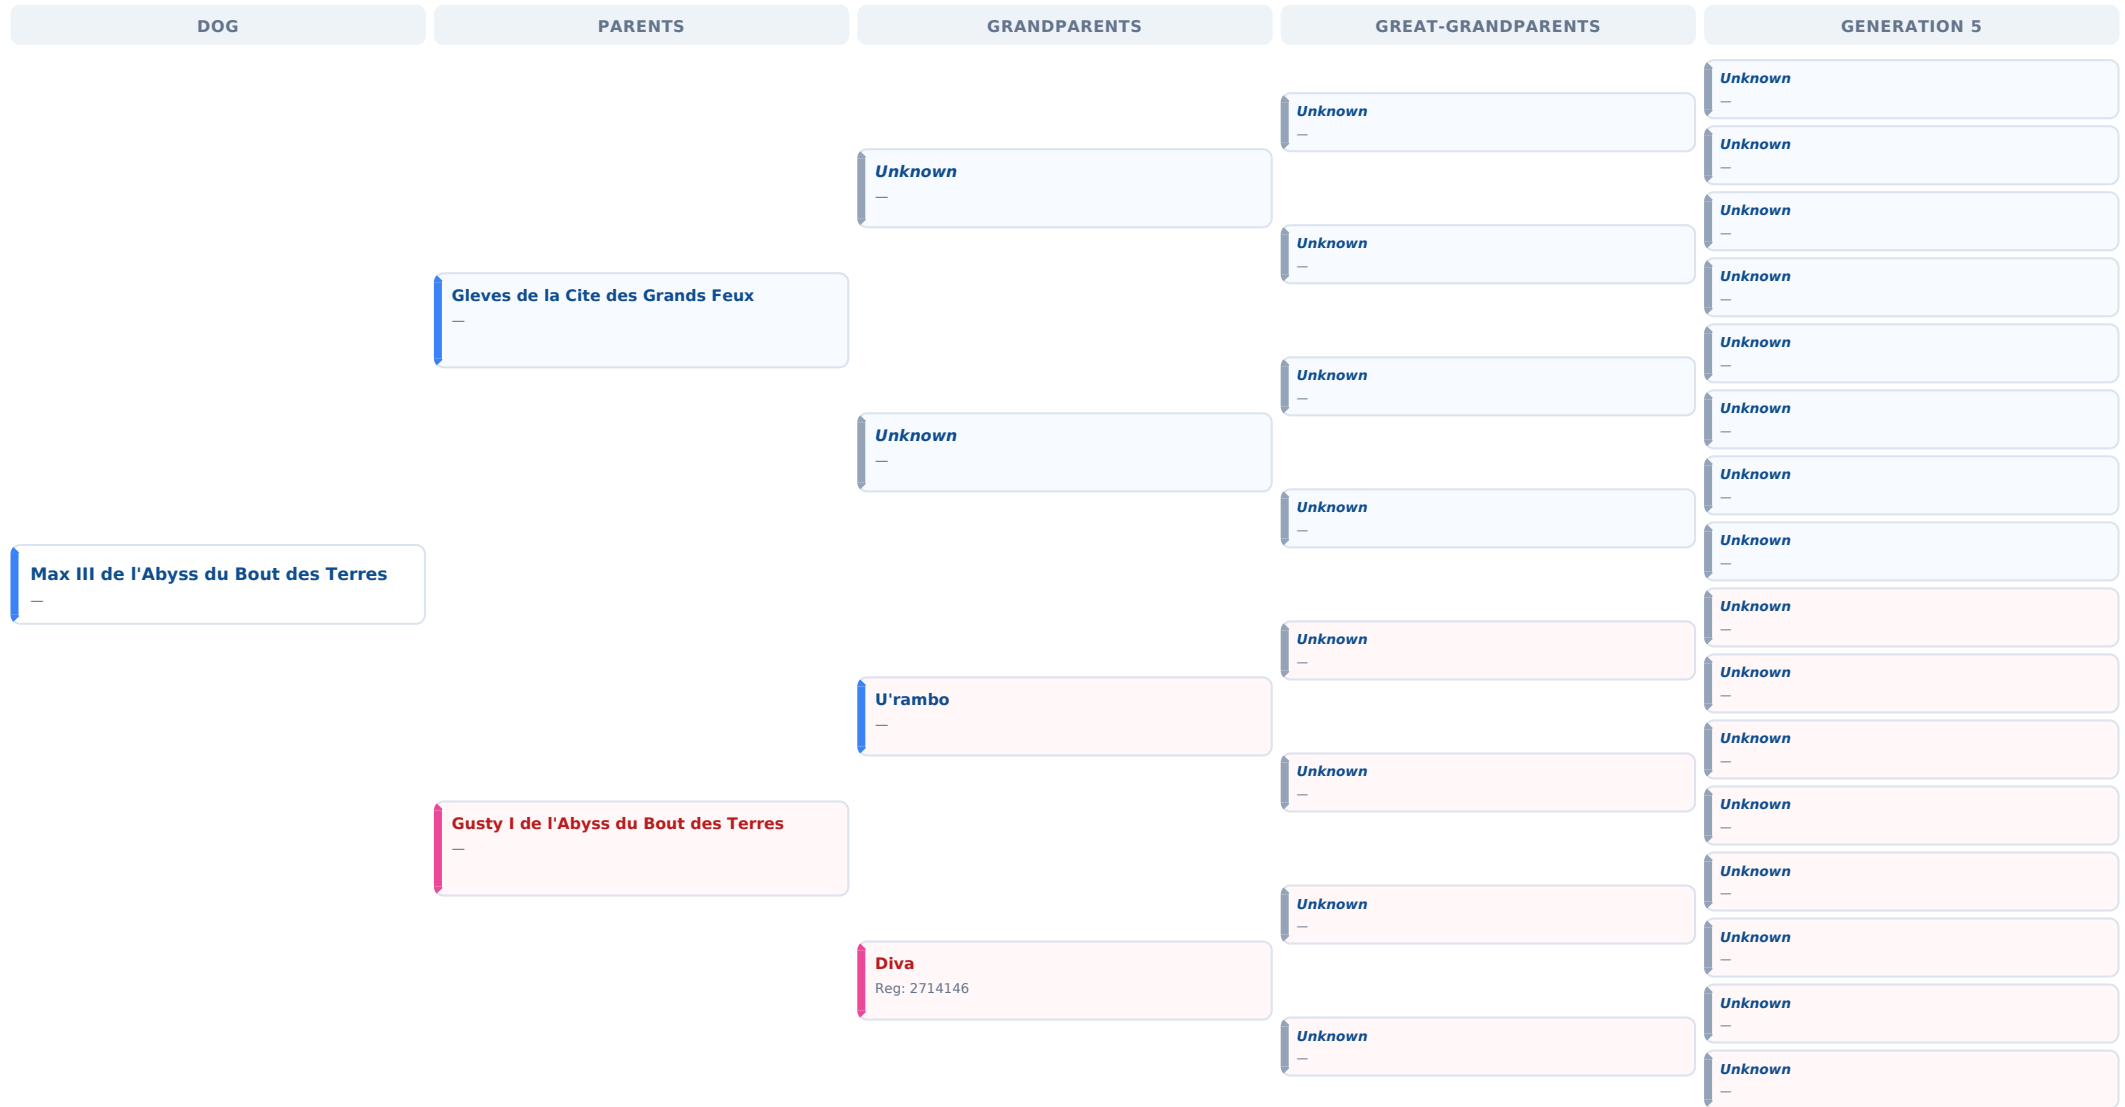 DOG
PARENTS
GRANDPARENTS
GREAT-GRANDPARENTS
GENERATION 5
Max III de l'Abyss du Bout des Terres
—
Gleves de la Cite des Grands Feux
—
Gusty I de l'Abyss du Bout des Terres
—
Unknown
—
Unknown
—
U'rambo
—
Diva
Reg: 2714146
Unknown
—
Unknown
—
Unknown
—
Unknown
—
Unknown
—
Unknown
—
Unknown
—
Unknown
—
Unknown
—
Unknown
—
Unknown
—
Unknown
—
Unknown
—
Unknown
—
Unknown
—
Unknown
—
Unknown
—
Unknown
—
Unknown
—
Unknown
—
Unknown
—
Unknown
—
Unknown
—
Unknown
—